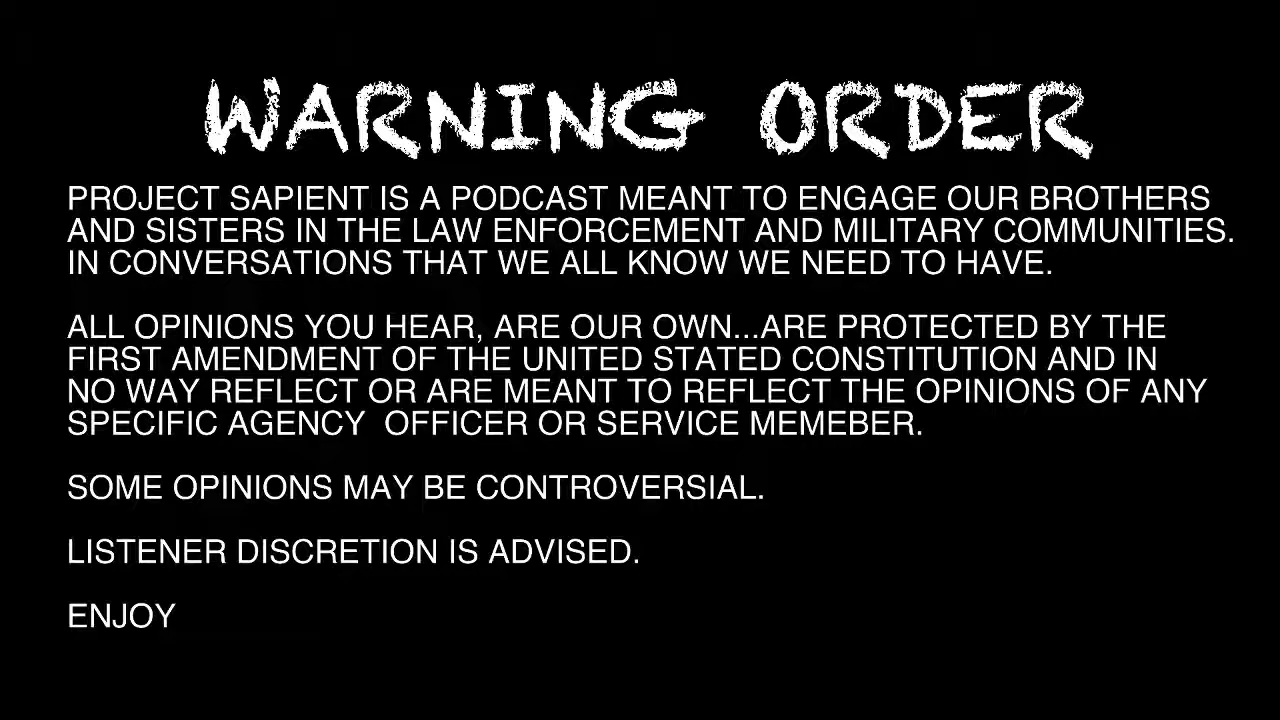 WARNING ORDER
PROJECT SAPIENT IS A PODCAST MEANT TO ENGAGE OUR BROTHERS
AND SISTERS IN THE LAW ENFORCEMENT AND MILITARY COMMUNITIES.
IN CONVERSATIONS THAT WE ALL KNOW WE NEED TO HAVE.
ALL OPINIONS YOU HEAR, ARE OUR OWN...ARE PROTECTED BY THE
FIRST AMENDMENT OF THE UNITED STATED CONSTITUTION AND IN
NO WAY REFLECT OR ARE MEANT TO REFLECT THE OPINIONS OF ANY
SPECIFIC AGENCY  OFFICER OR SERVICE MEMEBER.
SOME OPINIONS MAY BE CONTROVERSIAL.
LISTENER DISCRETION IS ADVISED.
ENJOY